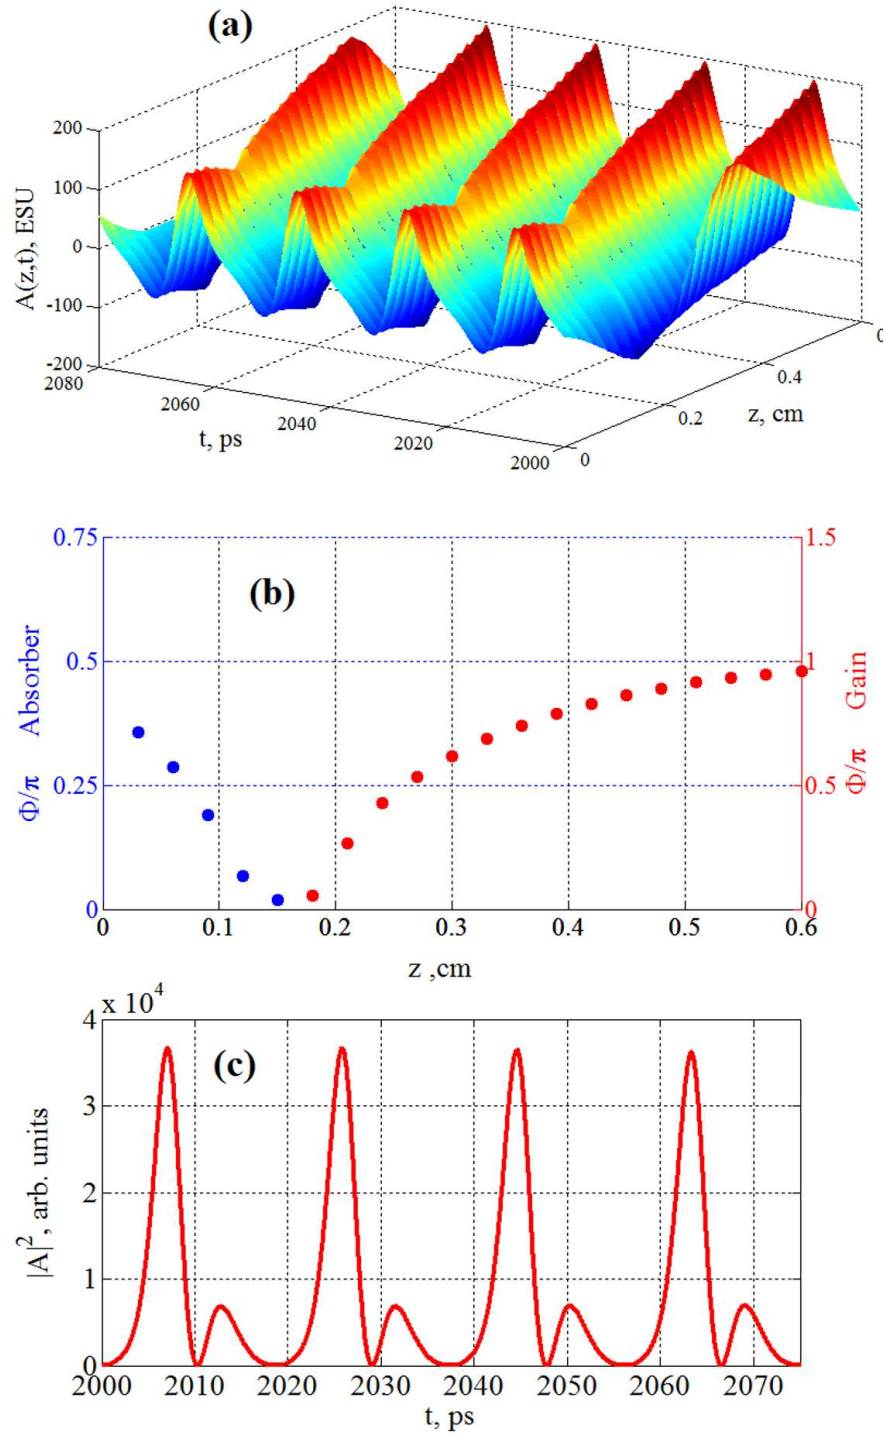 (a)
200
100
0
-100
-200
A(z,t), ESU
2080
2060
2040
2020
2000
t, ps
0
0.2
0.4
z, cm
(b)
0.75
0.5
0.25
0
Φ/π Absorber
1.5
1
0.5
0
Φ/π Gain
0 0.1 0.2 0.3 0.4 0.5 0.6
z ,cm
x 10⁴
(c)
4
3
2
1
0
|A|², arb. units
2000 2010 2020 2030 2040 2050 2060 2070
t, ps